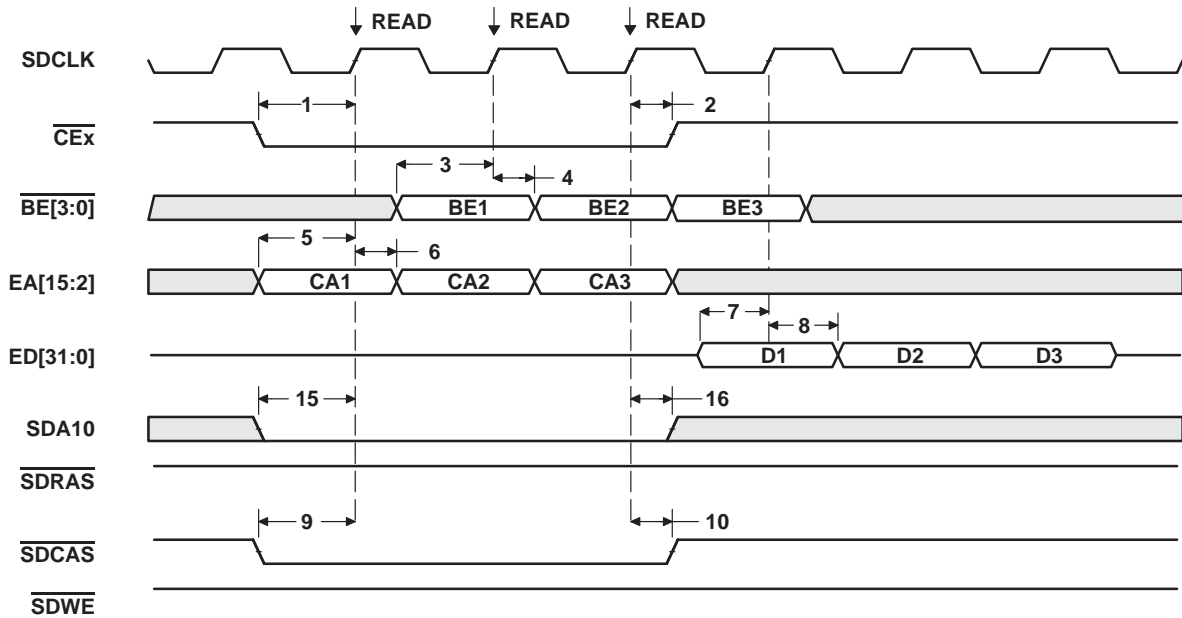 READ READ READ
SDCLK
1 2
CEx
3 4
BE[3:0] BE1 BE2 BE3
5 6
EA[15:2] CA1 CA2 CA3
7 8
ED[31:0] D1 D2 D3
15 16
SDA10
SDRAS
9 10
SDCAS
SDWE